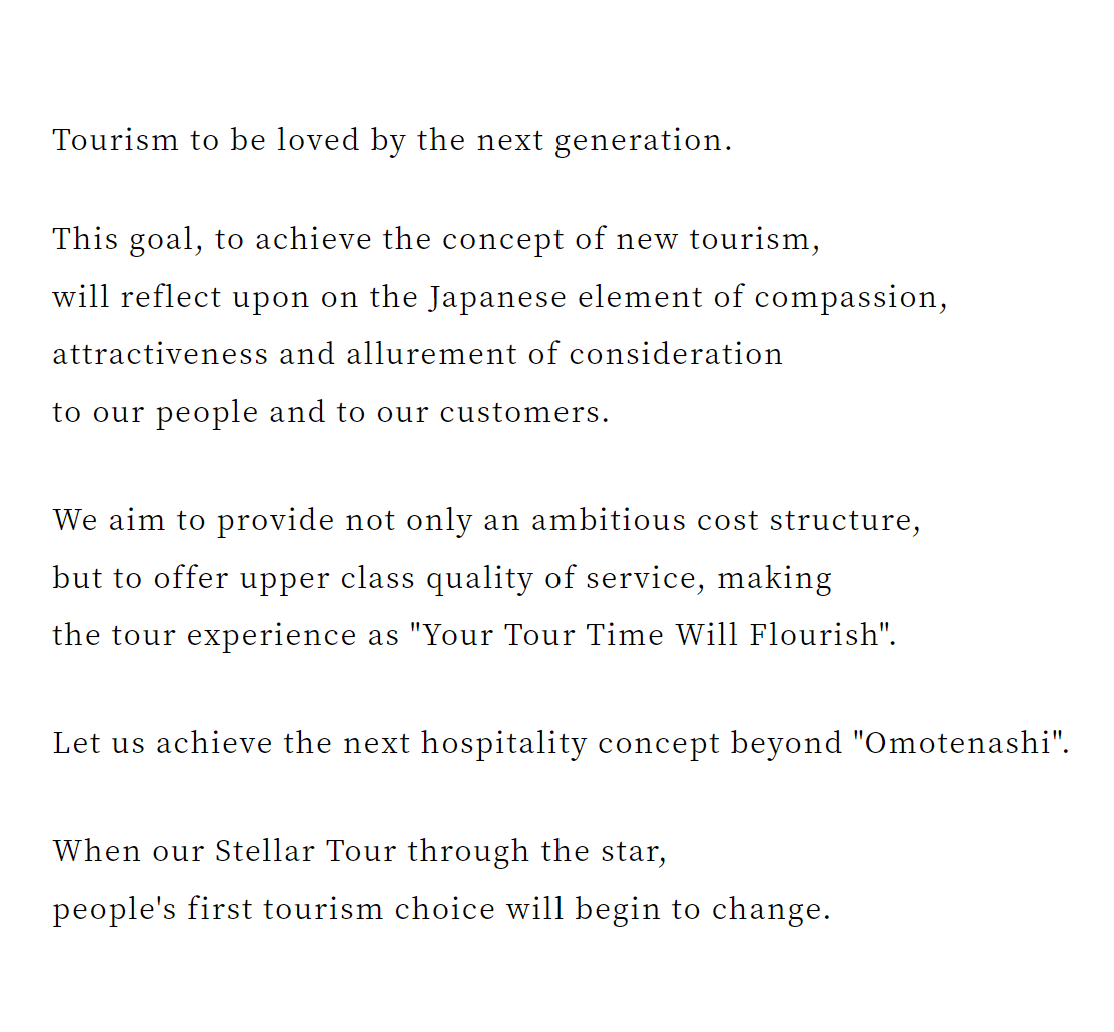 Tourism to be loved by the next generation.
This goal, to achieve the concept of new tourism,
will reflect upon on the Japanese element of compassion,
attractiveness and allurement of consideration
to our people and to our customers.
We aim to provide not only an ambitious cost structure,
but to offer upper class quality of service, making
the tour experience as "Your Tour Time Will Flourish".
Let us achieve the next hospitality concept beyond "Omotenashi".
When our Stellar Tour through the star,
people's first tourism choice will begin to change.